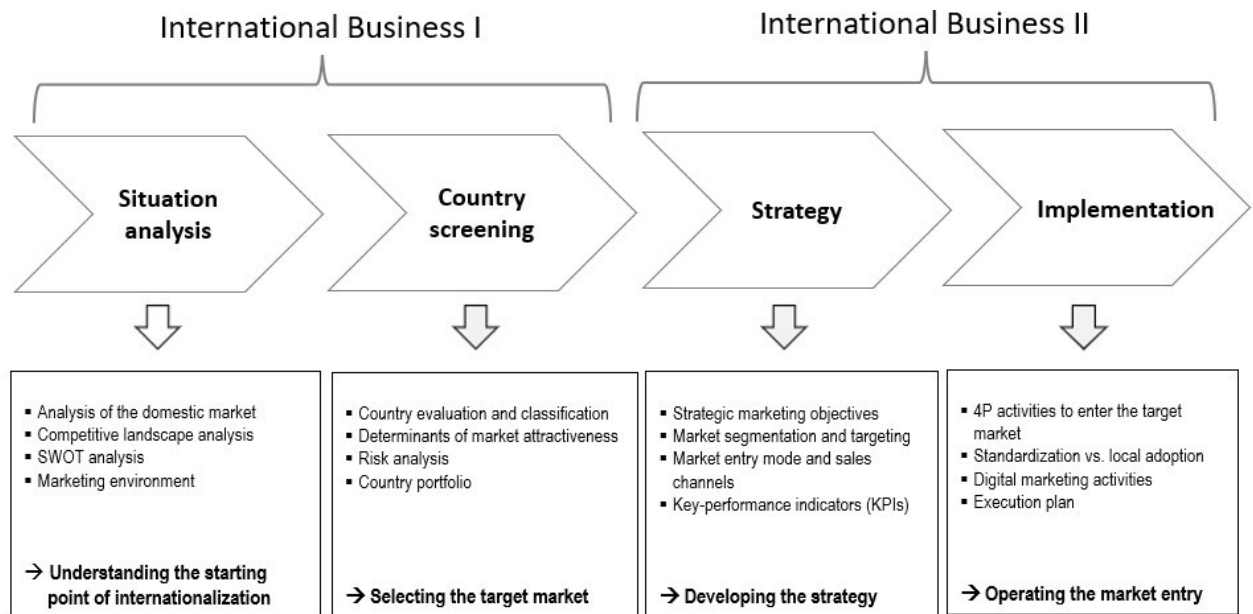 International Business I
International Business II
Situation
analysis
Country
screening
Strategy
Implementation
▪ Analysis of the domestic market
▪ Competitive landscape analysis
▪ SWOT analysis
▪ Marketing environment
→ Understanding the starting
point of internationalization
▪ Country evaluation and classification
▪ Determinants of market attractiveness
▪ Risk analysis
▪ Country portfolio
→ Selecting the target market
▪ Strategic marketing objectives
▪ Market segmentation and targeting
▪ Market entry mode and sales
channels
▪ Key-performance indicators (KPIs)
→ Developing the strategy
▪ 4P activities to enter the target
market
▪ Standardization vs. local adoption
▪ Digital marketing activities
▪ Execution plan
→ Operating the market entry